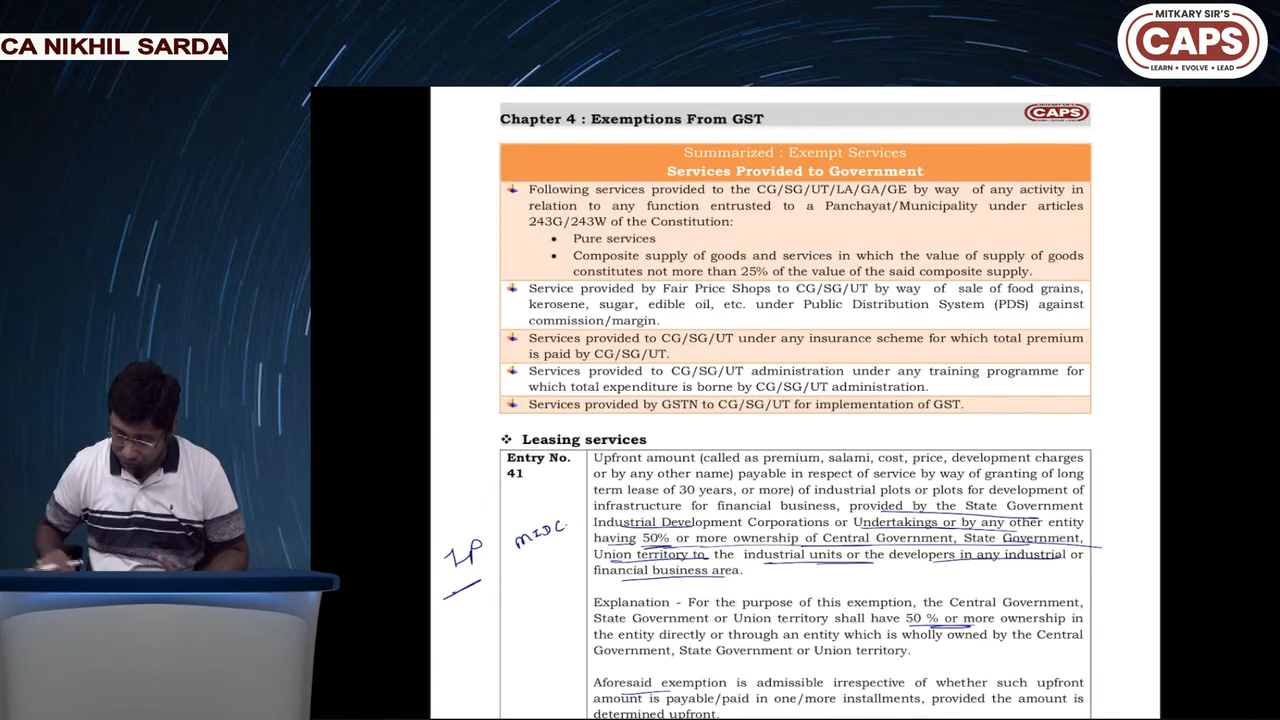 CA NIKHIL SARDA
MITKARY SIR'S
CAPS
LEARN • EVOLVE • LEAD
Chapter 4 : Exemptions From GST
CAPS
Summarized : Exempt Services
Services Provided to Government
Following services provided to the CG/SG/UT/LA/GA/GE by way of any activity in
relation to any function entrusted to a Panchayat/Municipality under articles
243G/243W of the Constitution:
• Pure services
• Composite supply of goods and services in which the value of supply of goods
constitutes not more than 25% of the value of the said composite supply.
Service provided by Fair Price Shops to CG/SG/UT by way of sale of food grains,
kerosene, sugar, edible oil, etc. under Public Distribution System (PDS) against
commission/margin.
Services provided to CG/SG/UT under any insurance scheme for which total premium
is paid by CG/SG/UT.
Services provided to CG/SG/UT administration under any training programme for
which total expenditure is borne by CG/SG/UT administration.
Services provided by GSTN to CG/SG/UT for implementation of GST.
❖ Leasing services
Entry No.
41
Upfront amount (called as premium, salami, cost, price, development charges
or by any other name) payable in respect of service by way of granting of long
term lease of 30 years, or more) of industrial plots or plots for development of
infrastructure for financial business, provided by the State Government
Industrial Development Corporations or Undertakings or by any other entity
having 50% or more ownership of Central Government, State Government,
Union territory to the industrial units or the developers in any industrial or
financial business area.
MIDC
Explanation - For the purpose of this exemption, the Central Government,
State Government or Union territory shall have 50 % or more ownership in
the entity directly or through an entity which is wholly owned by the Central
Government, State Government or Union territory.
Aforesaid exemption is admissible irrespective of whether such upfront
amount is payable/paid in one/more installments, provided the amount is
determined upfront.